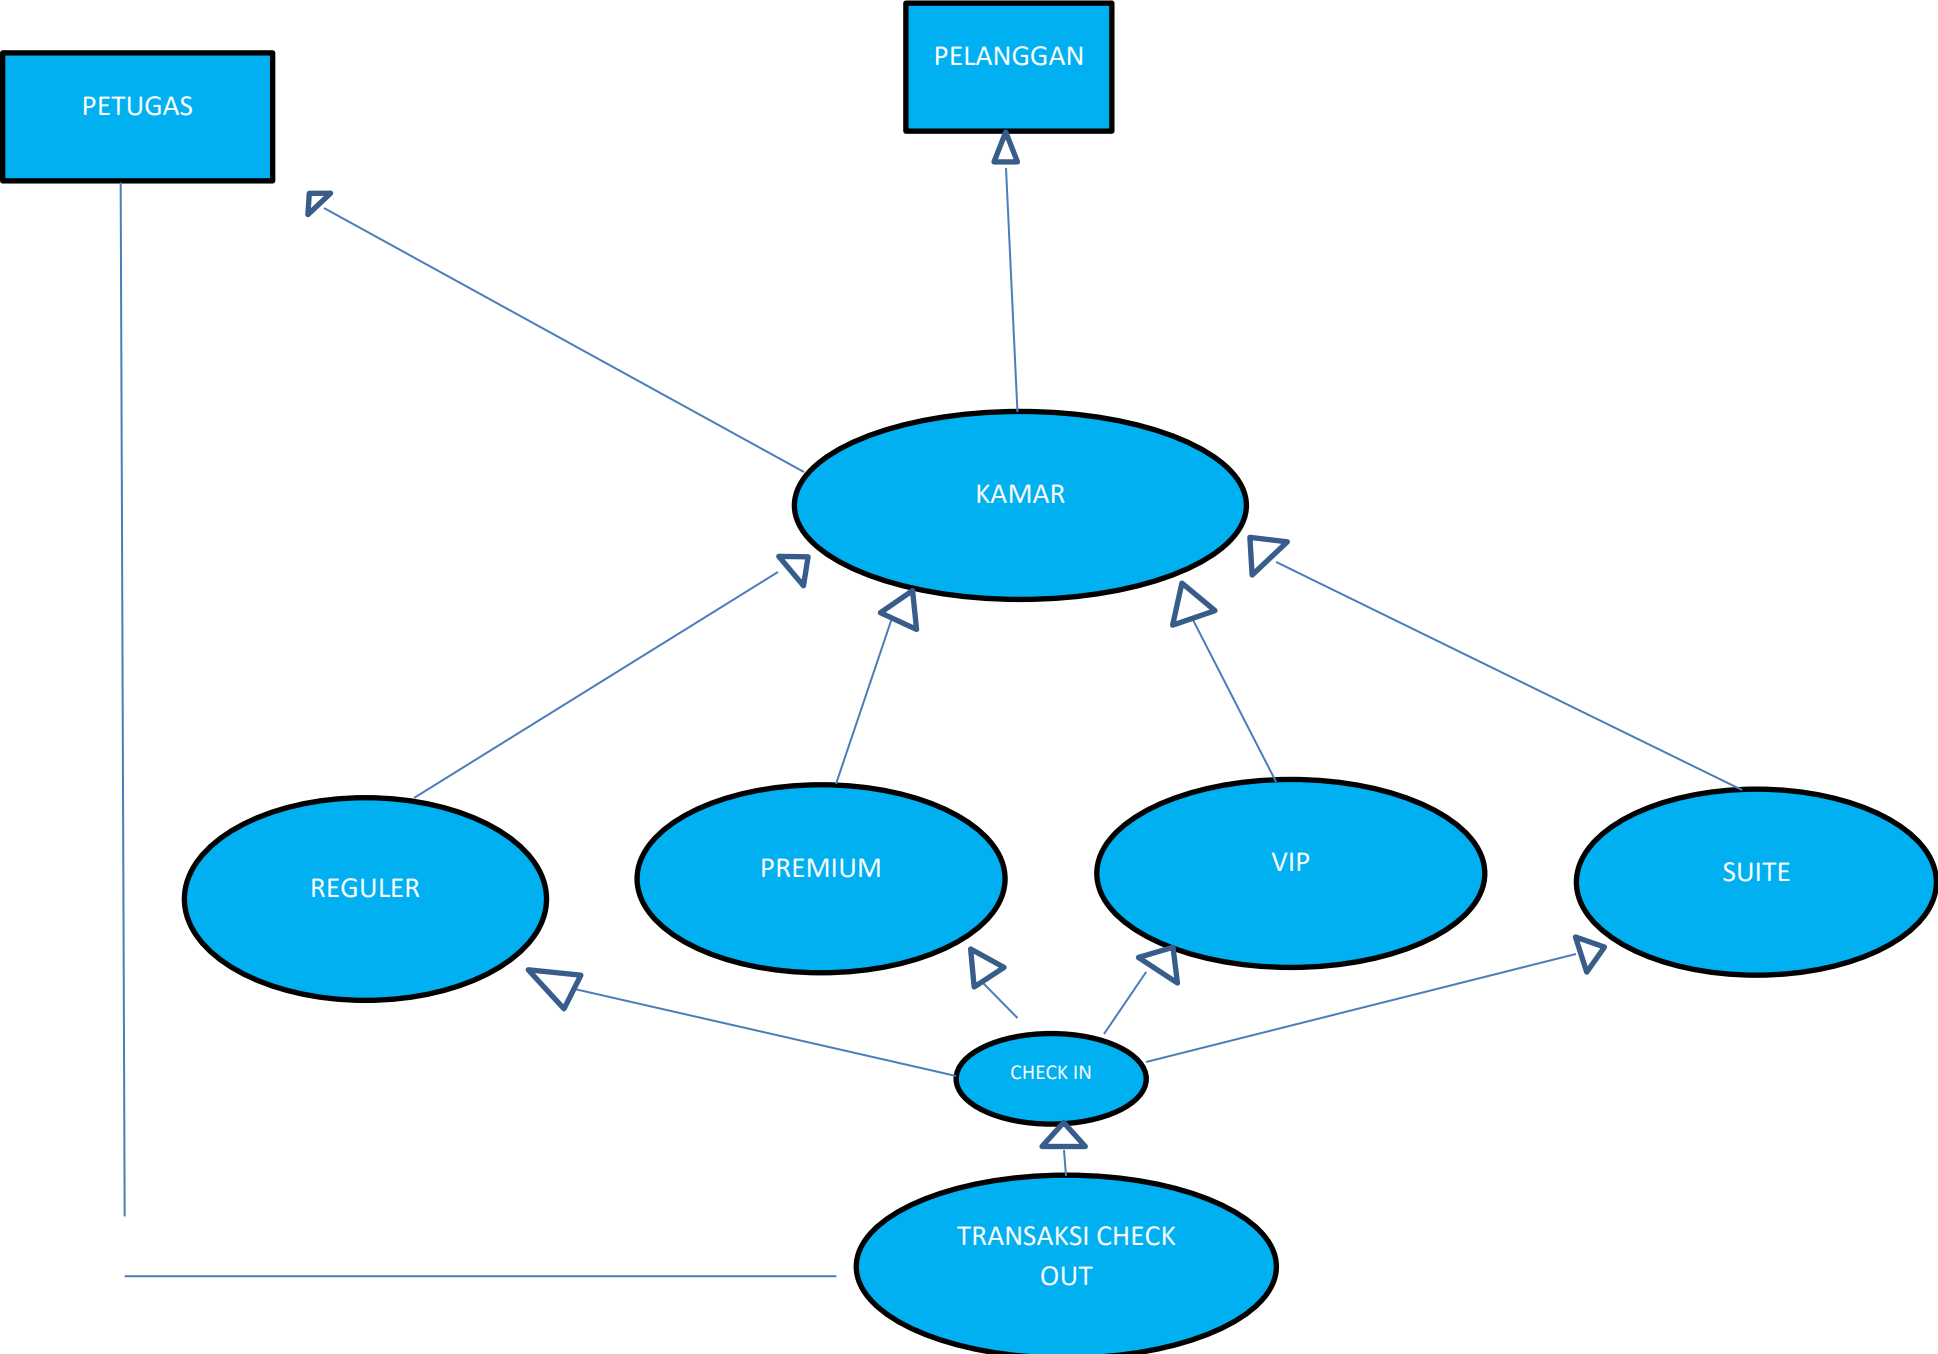 PELANGGAN
PETUGAS
KAMAR
REGULER
PREMIUM
VIP
SUITE
CHECK IN
TRANSAKSI CHECK
OUT